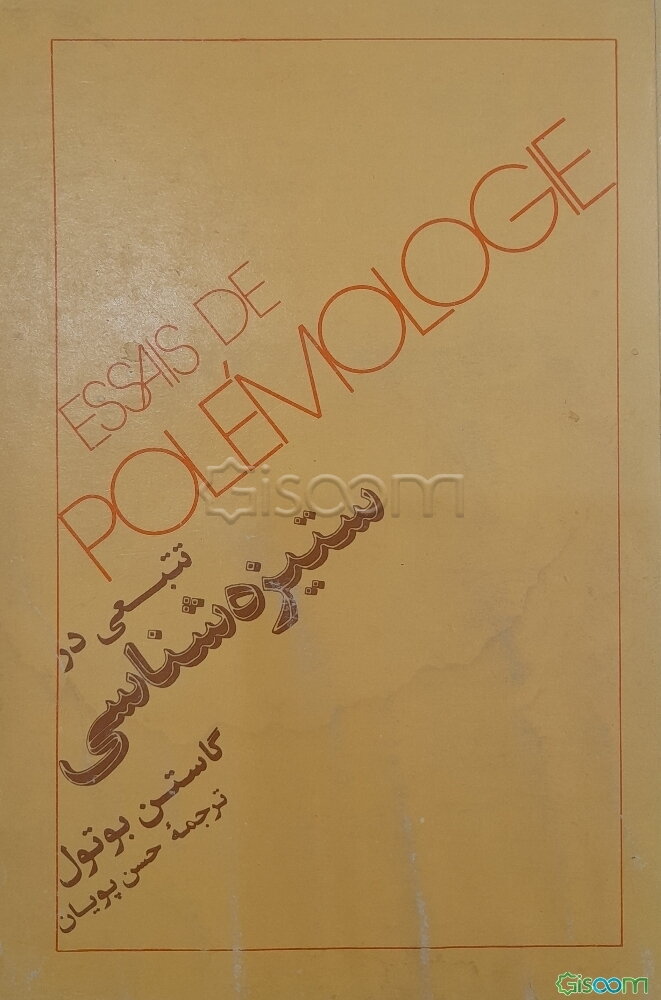 ESSAIS DE
POLÉMOLOGIE
Gisoom
تتبعی در
ستیزه‌شناسی
گاستن بوتول
ترجمهٔ حسن پویان
Gisoom